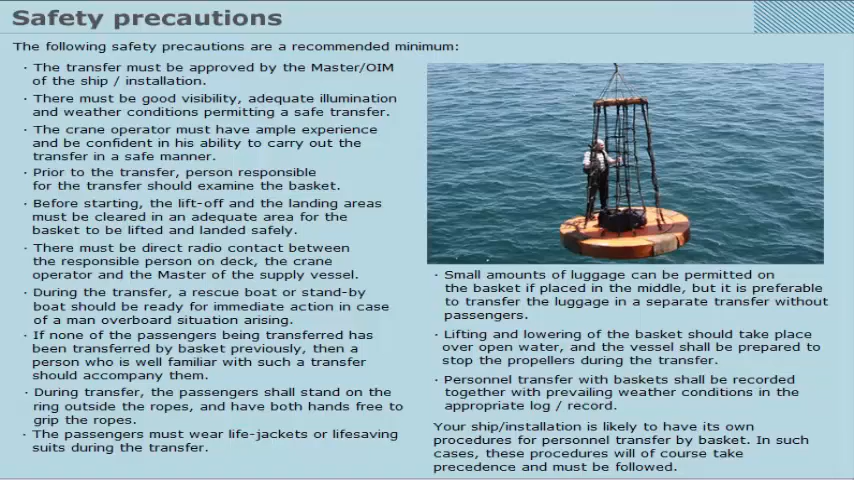 Safety precautions
The following safety precautions are a recommended minimum:
· The transfer must be approved by the Master/OIM
of the ship / installation.
· There must be good visibility, adequate illumination
and weather conditions permitting a safe transfer.
· The crane operator must have ample experience
and be confident in his ability to carry out the
transfer in a safe manner.
· Prior to the transfer, person responsible
for the transfer should examine the basket.
· Before starting, the lift-off and the landing areas
must be cleared in an adequate area for the
basket to be lifted and landed safely.
· There must be direct radio contact between
the responsible person on deck, the crane
operator and the Master of the supply vessel.
· During the transfer, a rescue boat or stand-by
boat should be ready for immediate action in case
of a man overboard situation arising.
· If none of the passengers being transferred has
been transferred by basket previously, then a
person who is well familiar with such a transfer
should accompany them.
· During transfer, the passengers shall stand on the
ring outside the ropes, and have both hands free to
grip the ropes.
· The passengers must wear life-jackets or lifesaving
suits during the transfer.
· Small amounts of luggage can be permitted on
the basket if placed in the middle, but it is preferable
to transfer the luggage in a separate transfer without
passengers.
· Lifting and lowering of the basket should take place
over open water, and the vessel shall be prepared to
stop the propellers during the transfer.
· Personnel transfer with baskets shall be recorded
together with prevailing weather conditions in the
appropriate log / record.
Your ship/installation is likely to have its own
procedures for personnel transfer by basket. In such
cases, these procedures will of course take
precedence and must be followed.